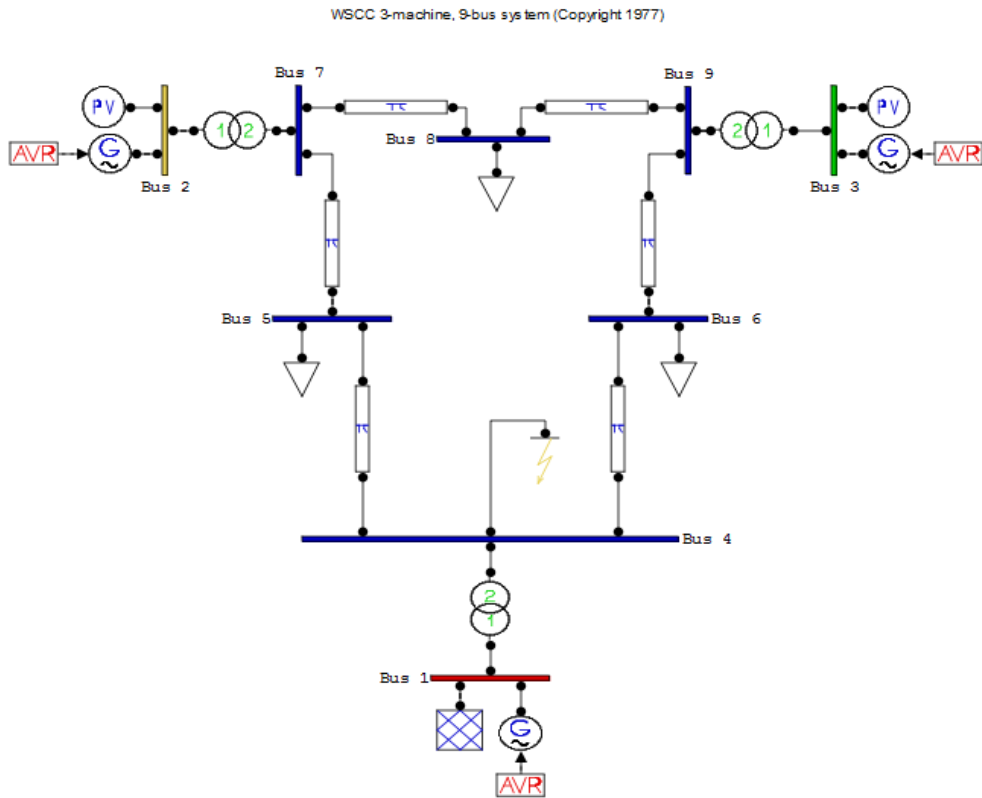 WSCC 3-machine, 9-bus system (Copyright 1977)
Bus 7
Bus 9
PV
π
π
PV
1 2
2 1
Bus 8
AVR
G
G
AVR
Bus 2
Bus 3
π
π
Bus 5
Bus 6
π
π
Bus 4
2
1
Bus 1
G
AVR